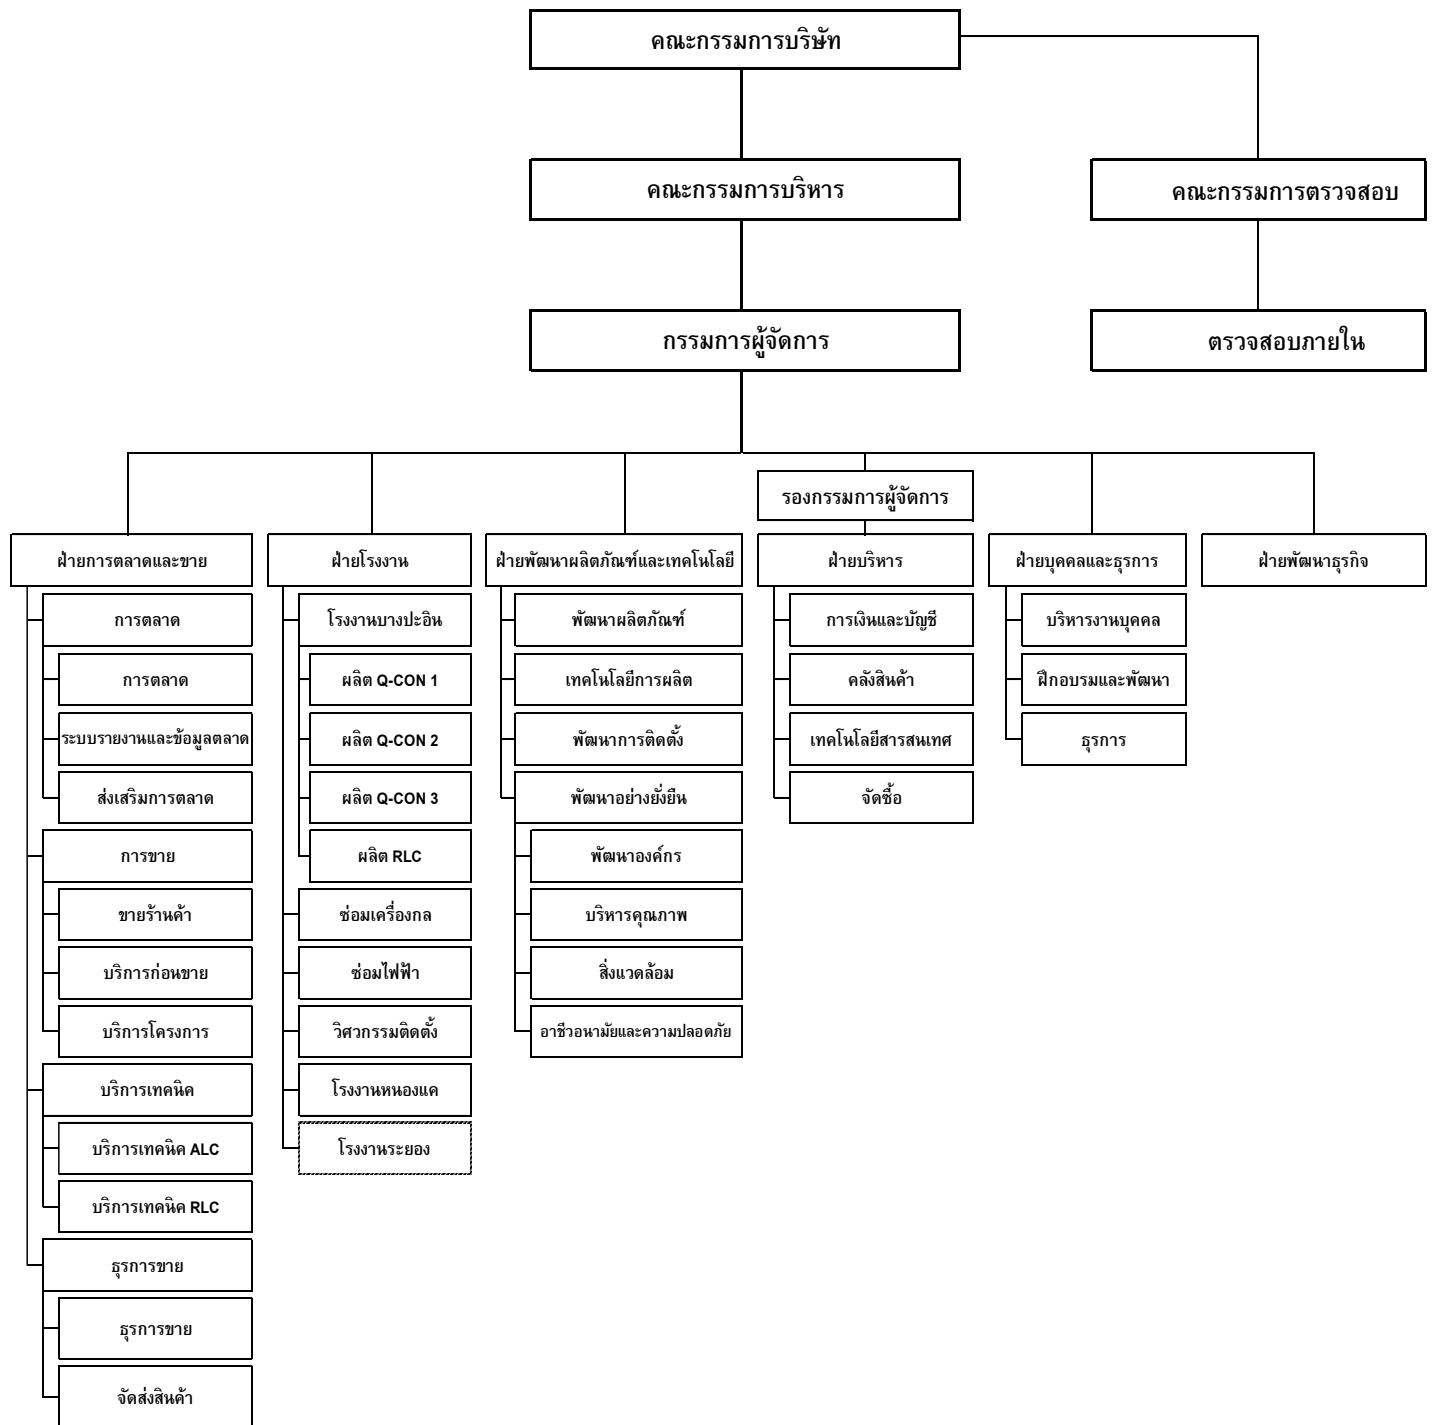 คณะกรรมการบริษัท
คณะกรรมการบริหาร
คณะกรรมการตรวจสอบ
กรรมการผู้จัดการ
ตรวจสอบภายใน
รองกรรมการผู้จัดการ
ฝ่ายการตลาดและขาย
การตลาด
การตลาด
ระบบรายงานและข้อมูลตลาด
ส่งเสริมการตลาด
การขาย
ขายร้านค้า
บริการก่อนขาย
บริการโครงการ
บริการเทคนิค
บริการเทคนิค ALC
บริการเทคนิค RLC
ธุรการขาย
ธุรการขาย
จัดส่งสินค้า
ฝ่ายโรงงาน
โรงงานบางปะอิน
ผลิต Q-CON 1
ผลิต Q-CON 2
ผลิต Q-CON 3
ผลิต RLC
ซ่อมเครื่องกล
ซ่อมไฟฟ้า
วิศวกรรมติดตั้ง
โรงงานหนองแค
โรงงานระยอง
ฝ่ายพัฒนาผลิตภัณฑ์และเทคโนโลยี
พัฒนาผลิตภัณฑ์
เทคโนโลยีการผลิต
พัฒนาการติดตั้ง
พัฒนาอย่างยั่งยืน
พัฒนาองค์กร
บริหารคุณภาพ
สิ่งแวดล้อม
อาชีวอนามัยและความปลอดภัย
ฝ่ายบริหาร
การเงินและบัญชี
คลังสินค้า
เทคโนโลยีสารสนเทศ
จัดซื้อ
ฝ่ายบุคคลและธุรการ
บริหารงานบุคคล
ฝึกอบรมและพัฒนา
ธุรการ
ฝ่ายพัฒนาธุรกิจ